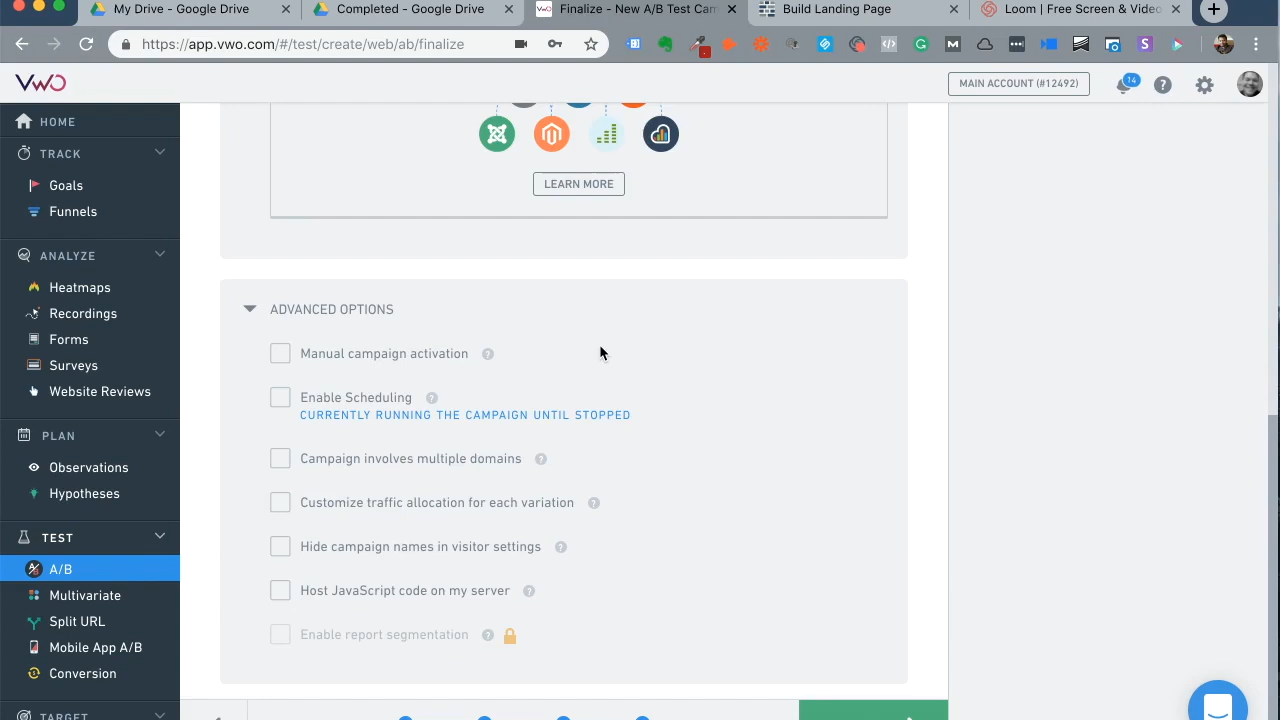 My Drive - Google Drive
Completed - Google Drive
Finalize - New A/B Test Cam
Build Landing Page
Loom | Free Screen & Video
https://app.vwo.com/#/test/create/web/ab/finalize
VWO
MAIN ACCOUNT (#12492)
14
HOME
TRACK
Goals
Funnels
ANALYZE
Heatmaps
Recordings
Forms
Surveys
Website Reviews
PLAN
Observations
Hypotheses
TEST
A/B
Multivariate
Split URL
Mobile App A/B
Conversion
TARGET
LEARN MORE
ADVANCED OPTIONS
Manual campaign activation
Enable Scheduling
CURRENTLY RUNNING THE CAMPAIGN UNTIL STOPPED
Campaign involves multiple domains
Customize traffic allocation for each variation
Hide campaign names in visitor settings
Host JavaScript code on my server
Enable report segmentation